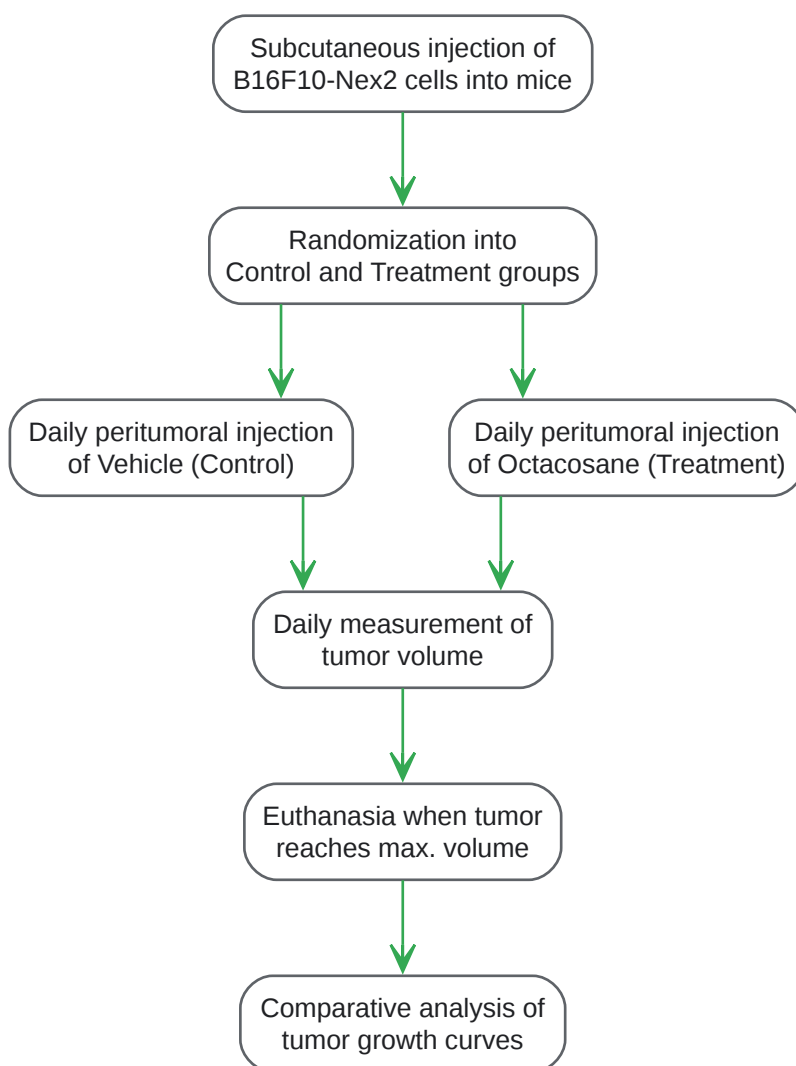 Subcutaneous injection of
B16F10-Nex2 cells into mice
Randomization into
Control and Treatment groups
Daily peritumoral injection
of Vehicle (Control)
Daily peritumoral injection
of Octacosane (Treatment)
Daily measurement of
tumor volume
Euthanasia when tumor
reaches max. volume
Comparative analysis of
tumor growth curves